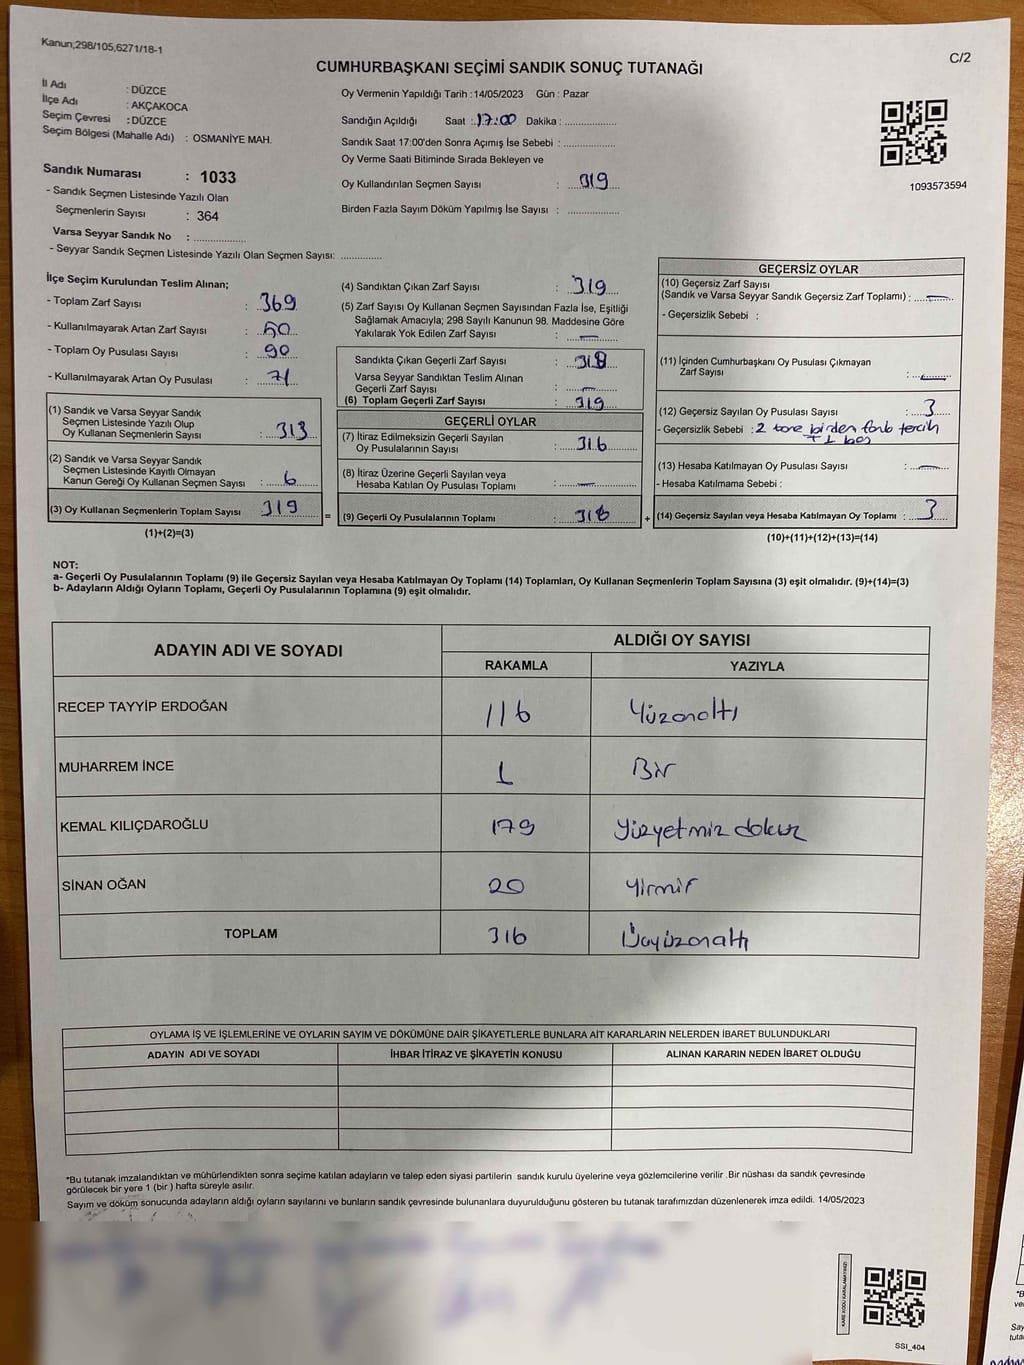 Kanun;298/105,6271/18-1
C/2
CUMHURBAŞKANI SEÇİMİ SANDIK SONUÇ TUTANAĞI
İl Adı : DÜZCE
İlçe Adı : AKÇAKOCA
Seçim Çevresi : DÜZCE
Seçim Bölgesi (Mahalle Adı) : OSMANİYE MAH.
Sandık Numarası : 1033
- Sandık Seçmen Listesinde Yazılı Olan
Seçmenlerin Sayısı : 364
Varsa Seyyar Sandık No : ..................
- Seyyar Sandık Seçmen Listesinde Yazılı Olan Seçmen Sayısı: ..............
Oy Vermenin Yapıldığı Tarih :14/05/2023 Gün : Pazar
Sandığın Açıldığı Saat : 17:00 Dakika : ..................
Sandık Saat 17:00'den Sonra Açımış İse Sebebi : ..................
Oy Verme Saati Bitiminde Sırada Bekleyen ve
Oy Kullandırılan Seçmen Sayısı : 319
Birden Fazla Sayım Döküm Yapılmış İse Sayısı : ..................
1093573594
İlçe Seçim Kurulundan Teslim Alınan;
- Toplam Zarf Sayısı : 369
- Kullanılmayarak Artan Zarf Sayısı : 50
- Toplam Oy Pusulası Sayısı : 90
- Kullanılmayarak Artan Oy Pusulası : 71
(1) Sandık ve Varsa Seyyar Sandık
Seçmen Listesinde Yazılı Olup
Oy Kullanan Seçmenlerin Sayısı : 313
(2) Sandık ve Varsa Seyyar Sandık
Seçmen Listesinde Kayıtlı Olmayan
Kanun Gereği Oy Kullanan Seçmen Sayısı : 6
(3) Oy Kullanan Seçmenlerin Toplam Sayısı 319
(1)+(2)=(3)
=
(4) Sandıktan Çıkan Zarf Sayısı : 319
(5) Zarf Sayısı Oy Kullanan Seçmen Sayısından Fazla İse, Eşitliği
Sağlamak Amacıyla; 298 Sayılı Kanunun 98. Maddesine Göre
Yakılarak Yok Edilen Zarf Sayısı : —
Sandıkta Çıkan Geçerli Zarf Sayısı : 319
Varsa Seyyar Sandıktan Teslim Alınan
Geçerli Zarf Sayısı : —
(6) Toplam Geçerli Zarf Sayısı : 319
GEÇERLİ OYLAR
(7) İtiraz Edilmeksizin Geçerli Sayılan
Oy Pusulalarının Sayısı : 316
(8) İtiraz Üzerine Geçerli Sayılan veya
Hesaba Katılan Oy Pusulası Toplamı : —
(9) Geçerli Oy Pusulalarının Toplamı : 316
+
GEÇERSİZ OYLAR
(10) Geçersiz Zarf Sayısı
(Sandık ve Varsa Seyyar Sandık Geçersiz Zarf Toplamı) : —
- Geçersizlik Sebebi :
(11) İçinden Cumhurbaşkanı Oy Pusulası Çıkmayan
Zarf Sayısı : —
(12) Geçersiz Sayılan Oy Pusulası Sayısı : 3
- Geçersizlik Sebebi : 2 tane birden fazla tercih
+ 1 boş
(13) Hesaba Katılmayan Oy Pusulası Sayısı : —
- Hesaba Katılmama Sebebi :
(14) Geçersiz Sayılan veya Hesaba Katılmayan Oy Toplamı : 3
(10)+(11)+(12)+(13)=(14)
NOT:
a- Geçerli Oy Pusulalarının Toplamı (9) ile Geçersiz Sayılan veya Hesaba Katılmayan Oy Toplamı (14) Toplamları, Oy Kullanan Seçmenlerin Toplam Sayısına (3) eşit olmalıdır. (9)+(14)=(3)
b- Adayların Aldığı Oyların Toplamı, Geçerli Oy Pusulalarının Toplamına (9) eşit olmalıdır.
ADAYIN ADI VE SOYADI ALDIĞI OY SAYISI
RAKAMLA YAZIYLA
RECEP TAYYİP ERDOĞAN 116 Yüzonaltı
MUHARREM İNCE 1 Bir
KEMAL KILIÇDAROĞLU 179 Yüzyetmiz dokuz
SİNAN OĞAN 20 Yirmir
TOPLAM 316 Üçyüzonaltı
OYLAMA İŞ VE İŞLEMLERİNE VE OYLARIN SAYIM VE DÖKÜMÜNE DAİR ŞİKAYETLERLE BUNLARA AİT KARARLARIN NELERDEN İBARET BULUNDUKLARI
ADAYIN ADI VE SOYADI İHBAR İTİRAZ VE ŞİKAYETİN KONUSU ALINAN KARARIN NEDEN İBARET OLDUĞU
*Bu tutanak imzalandıktan ve mühürlendikten sonra seçime katılan adayların ve talep eden siyasi partilerin sandık kurulu üyelerine veya gözlemcilerine verilir .Bir nüshası da sandık çevresinde
görülecek bir yere 1 (bir ) hafta süreyle asılır.
Sayım ve döküm sonucunda adayların aldığı oyların sayılarını ve bunların sandık çevresinde bulunanlara duyurulduğunu gösteren bu tutanak tarafımızdan düzenlenerek imza edildi. 14/05/2023
KARE KODU KARALAMAYINIZ!
SSI_404